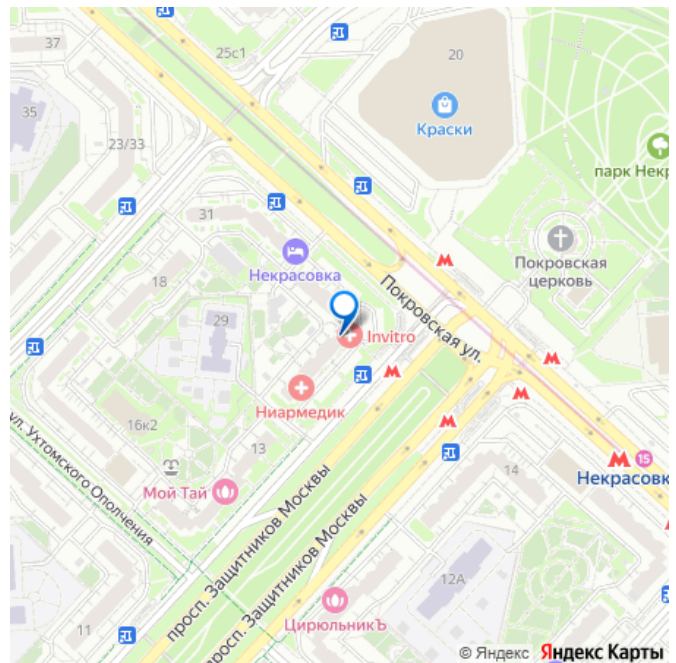 37
25с1
20
35
Краски
23/33
парк Некр
31
Покровская
церковь
Некрасовка
18
Покровская ул.
29
Invitro
Ниармедик
16к2
13
ул. Ухтомского Ополчения
14
15
Некрасовк
Мой Тай
просп. Защитников Москвы
просп. Защитников Москвы
12А
ЦирюльникЪ
11
© Яндекс Яндекс Карты